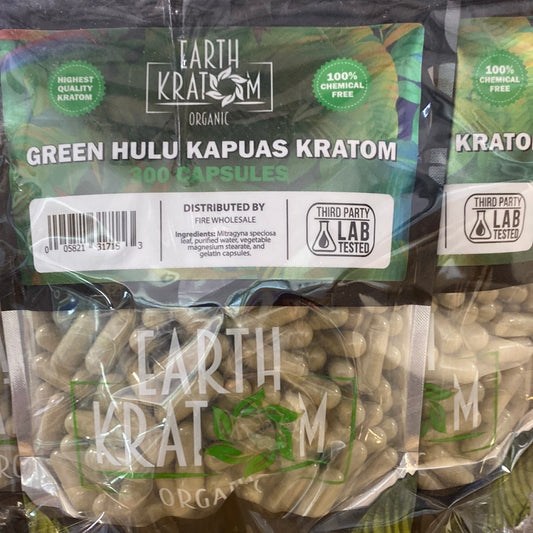 EARTH
KRATOM
ORGANIC
HIGHEST
QUALITY
KRATOM
100%
CHEMICAL
FREE
GREEN HULU KAPUAS KRATOM
300 CAPSULES
DISTRIBUTED BY
FIRE WHOLESALE
Ingredients: Mitragyna speciosa
leaf, purified water, vegetable
magnesium stearate, and
gelatin capsules.
THIRD PARTY
LAB
TESTED
0 05821 31715 3
EARTH
KRATOM
ORGANIC
100%
CHEMICAL
FREE
KRATO
THIRD PARTY
LAB
TESTED
M